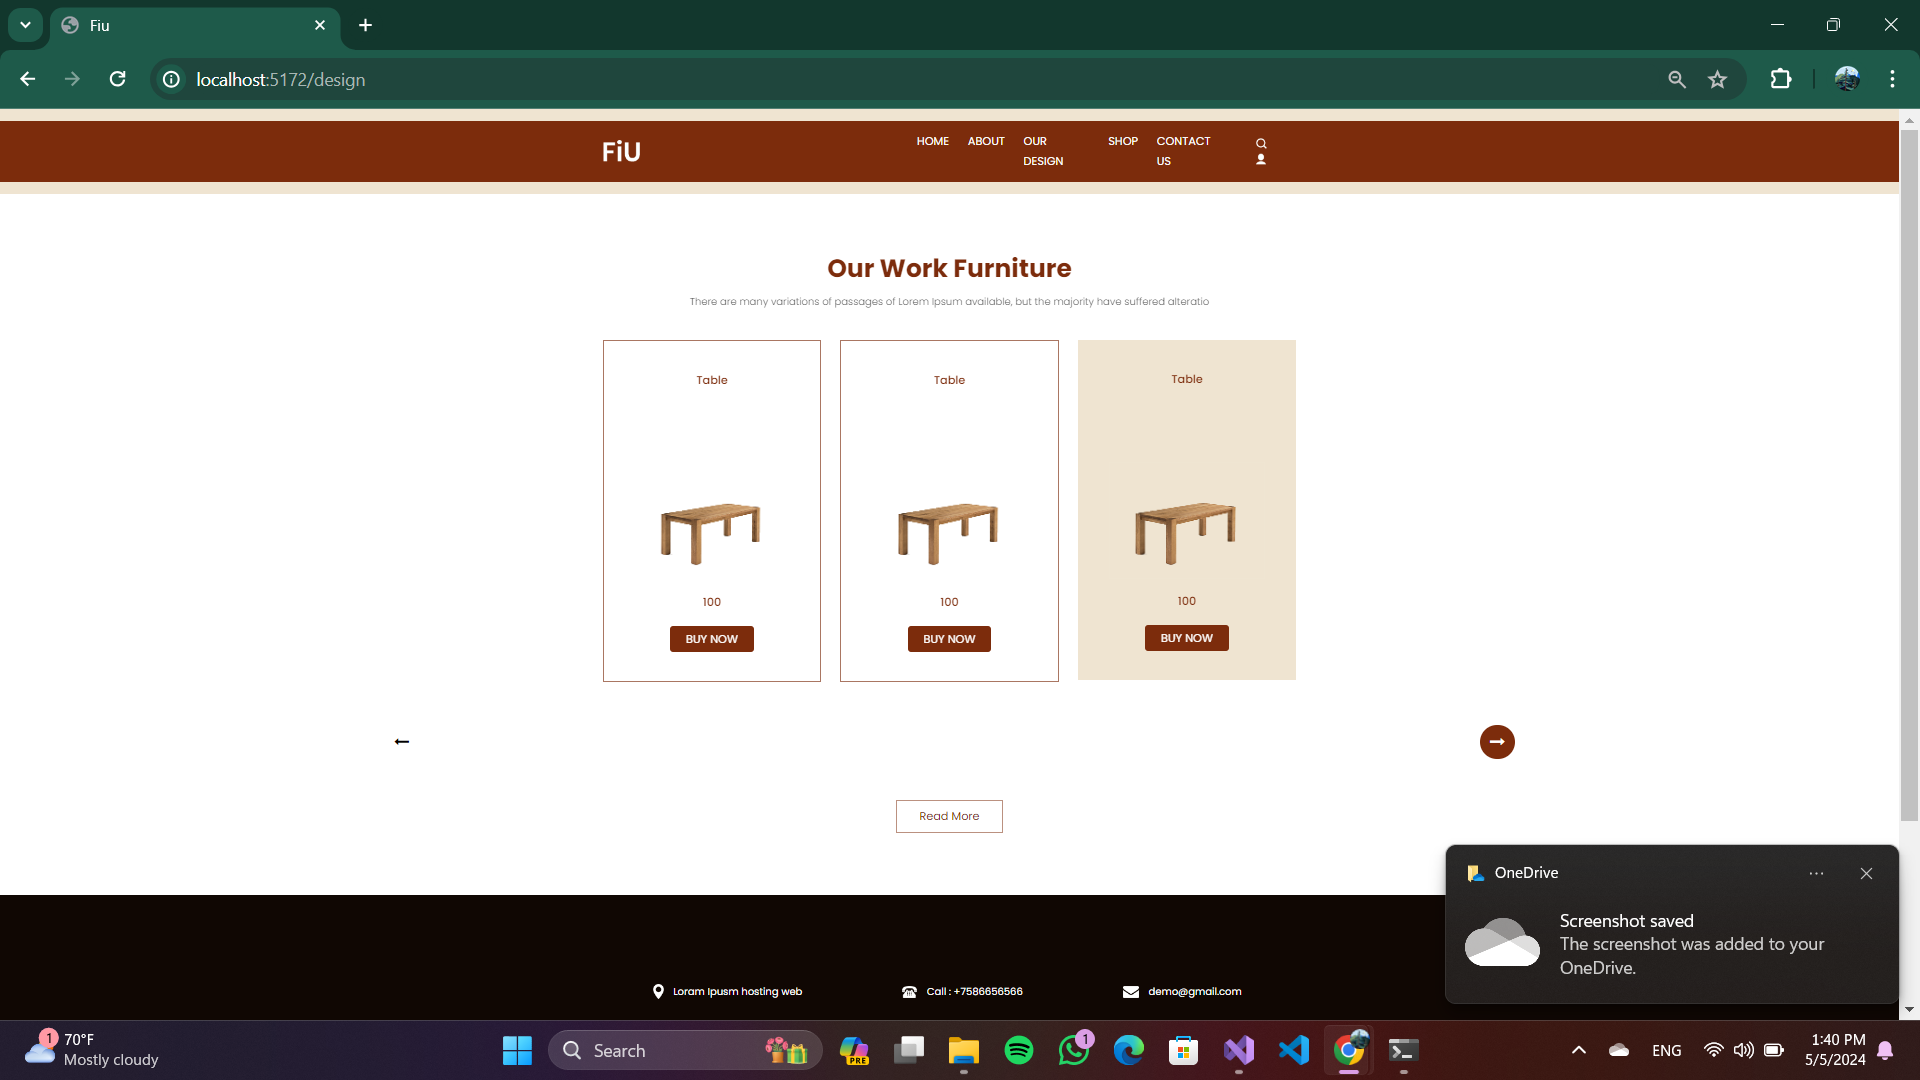 Fiu
localhost:5172/design
FiU
HOME ABOUT OUR DESIGN SHOP CONTACT US
Our Work Furniture
There are many variations of passages of Lorem Ipsum available, but the majority have suffered alteratio
Table Table Table
100 100 100
BUY NOW BUY NOW BUY NOW
Read More
OneDrive
Screenshot saved
The screenshot was added to your
OneDrive.
Loram Ipusm hosting web Call : +7586656566 demo@gmail.com
1
70°F
Mostly cloudy
Search
PRE
1
ENG
1:40 PM
5/5/2024